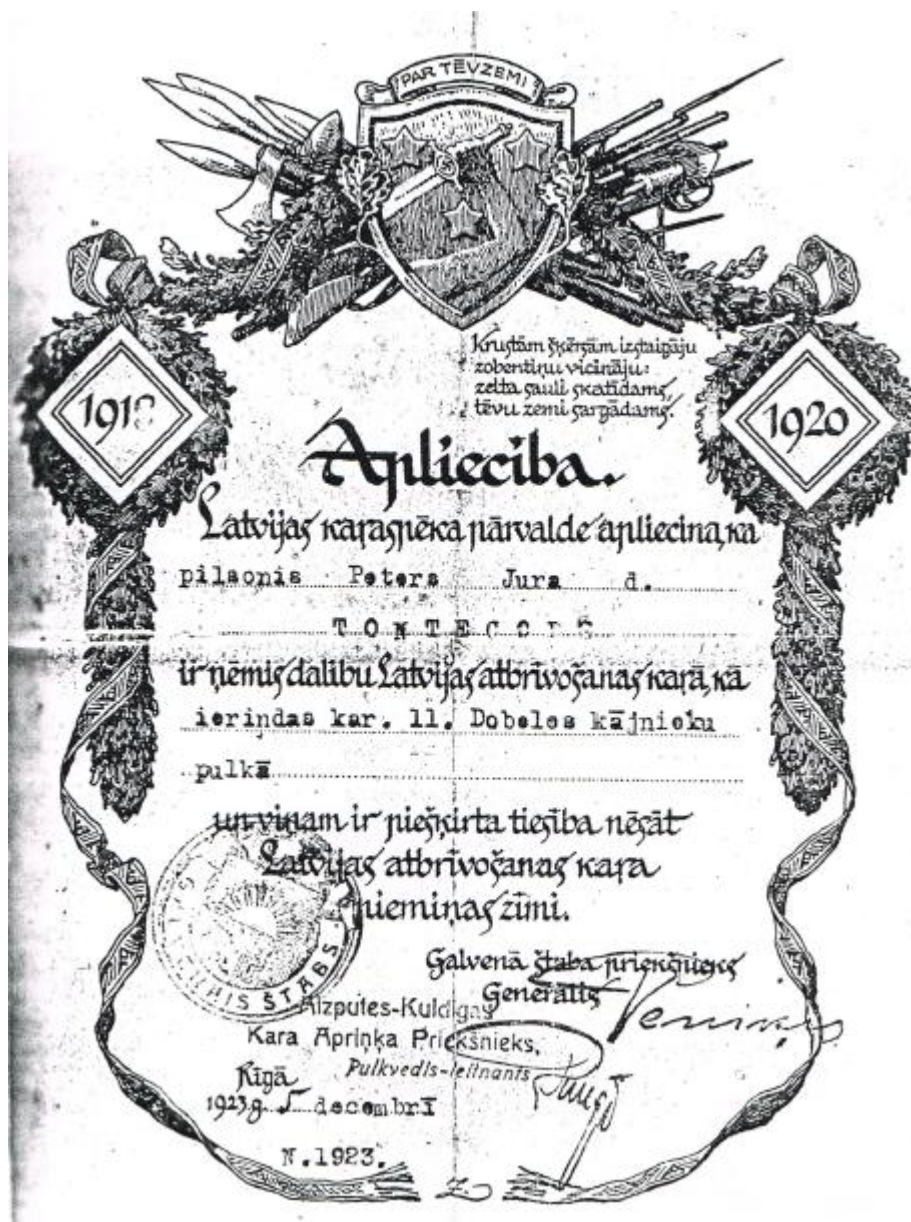 PAR TĒVZEMI
Krustām šķērsām izstaigāju
zobentiņu vicināju:
zelta sauli skatīdams,
tēvu zemi sargādams.
1918
1920
Apliecība.
Latvijas karaspēka pārvalde apliecina, ka
pilsonis Peters Jura d.
ir ņēmis dalību Latvijas atbrīvošanas karā, kā
ierindas kar. 11. Dobeles kājnieku
pulkā
un viņam ir piešķirta tiesība nēsāt
Latvijas atbrīvošanas kara
piemiņas zīmi.
Galvenā štaba priekšnieks
Ģenerālis
ŠTĀBS
Aizputes-Kuldīgas
Kara Apriņķa Priekšnieks,
Pulkvedis-leitnants
Rīgā
1923.g. 5 decembrī
N.1923.